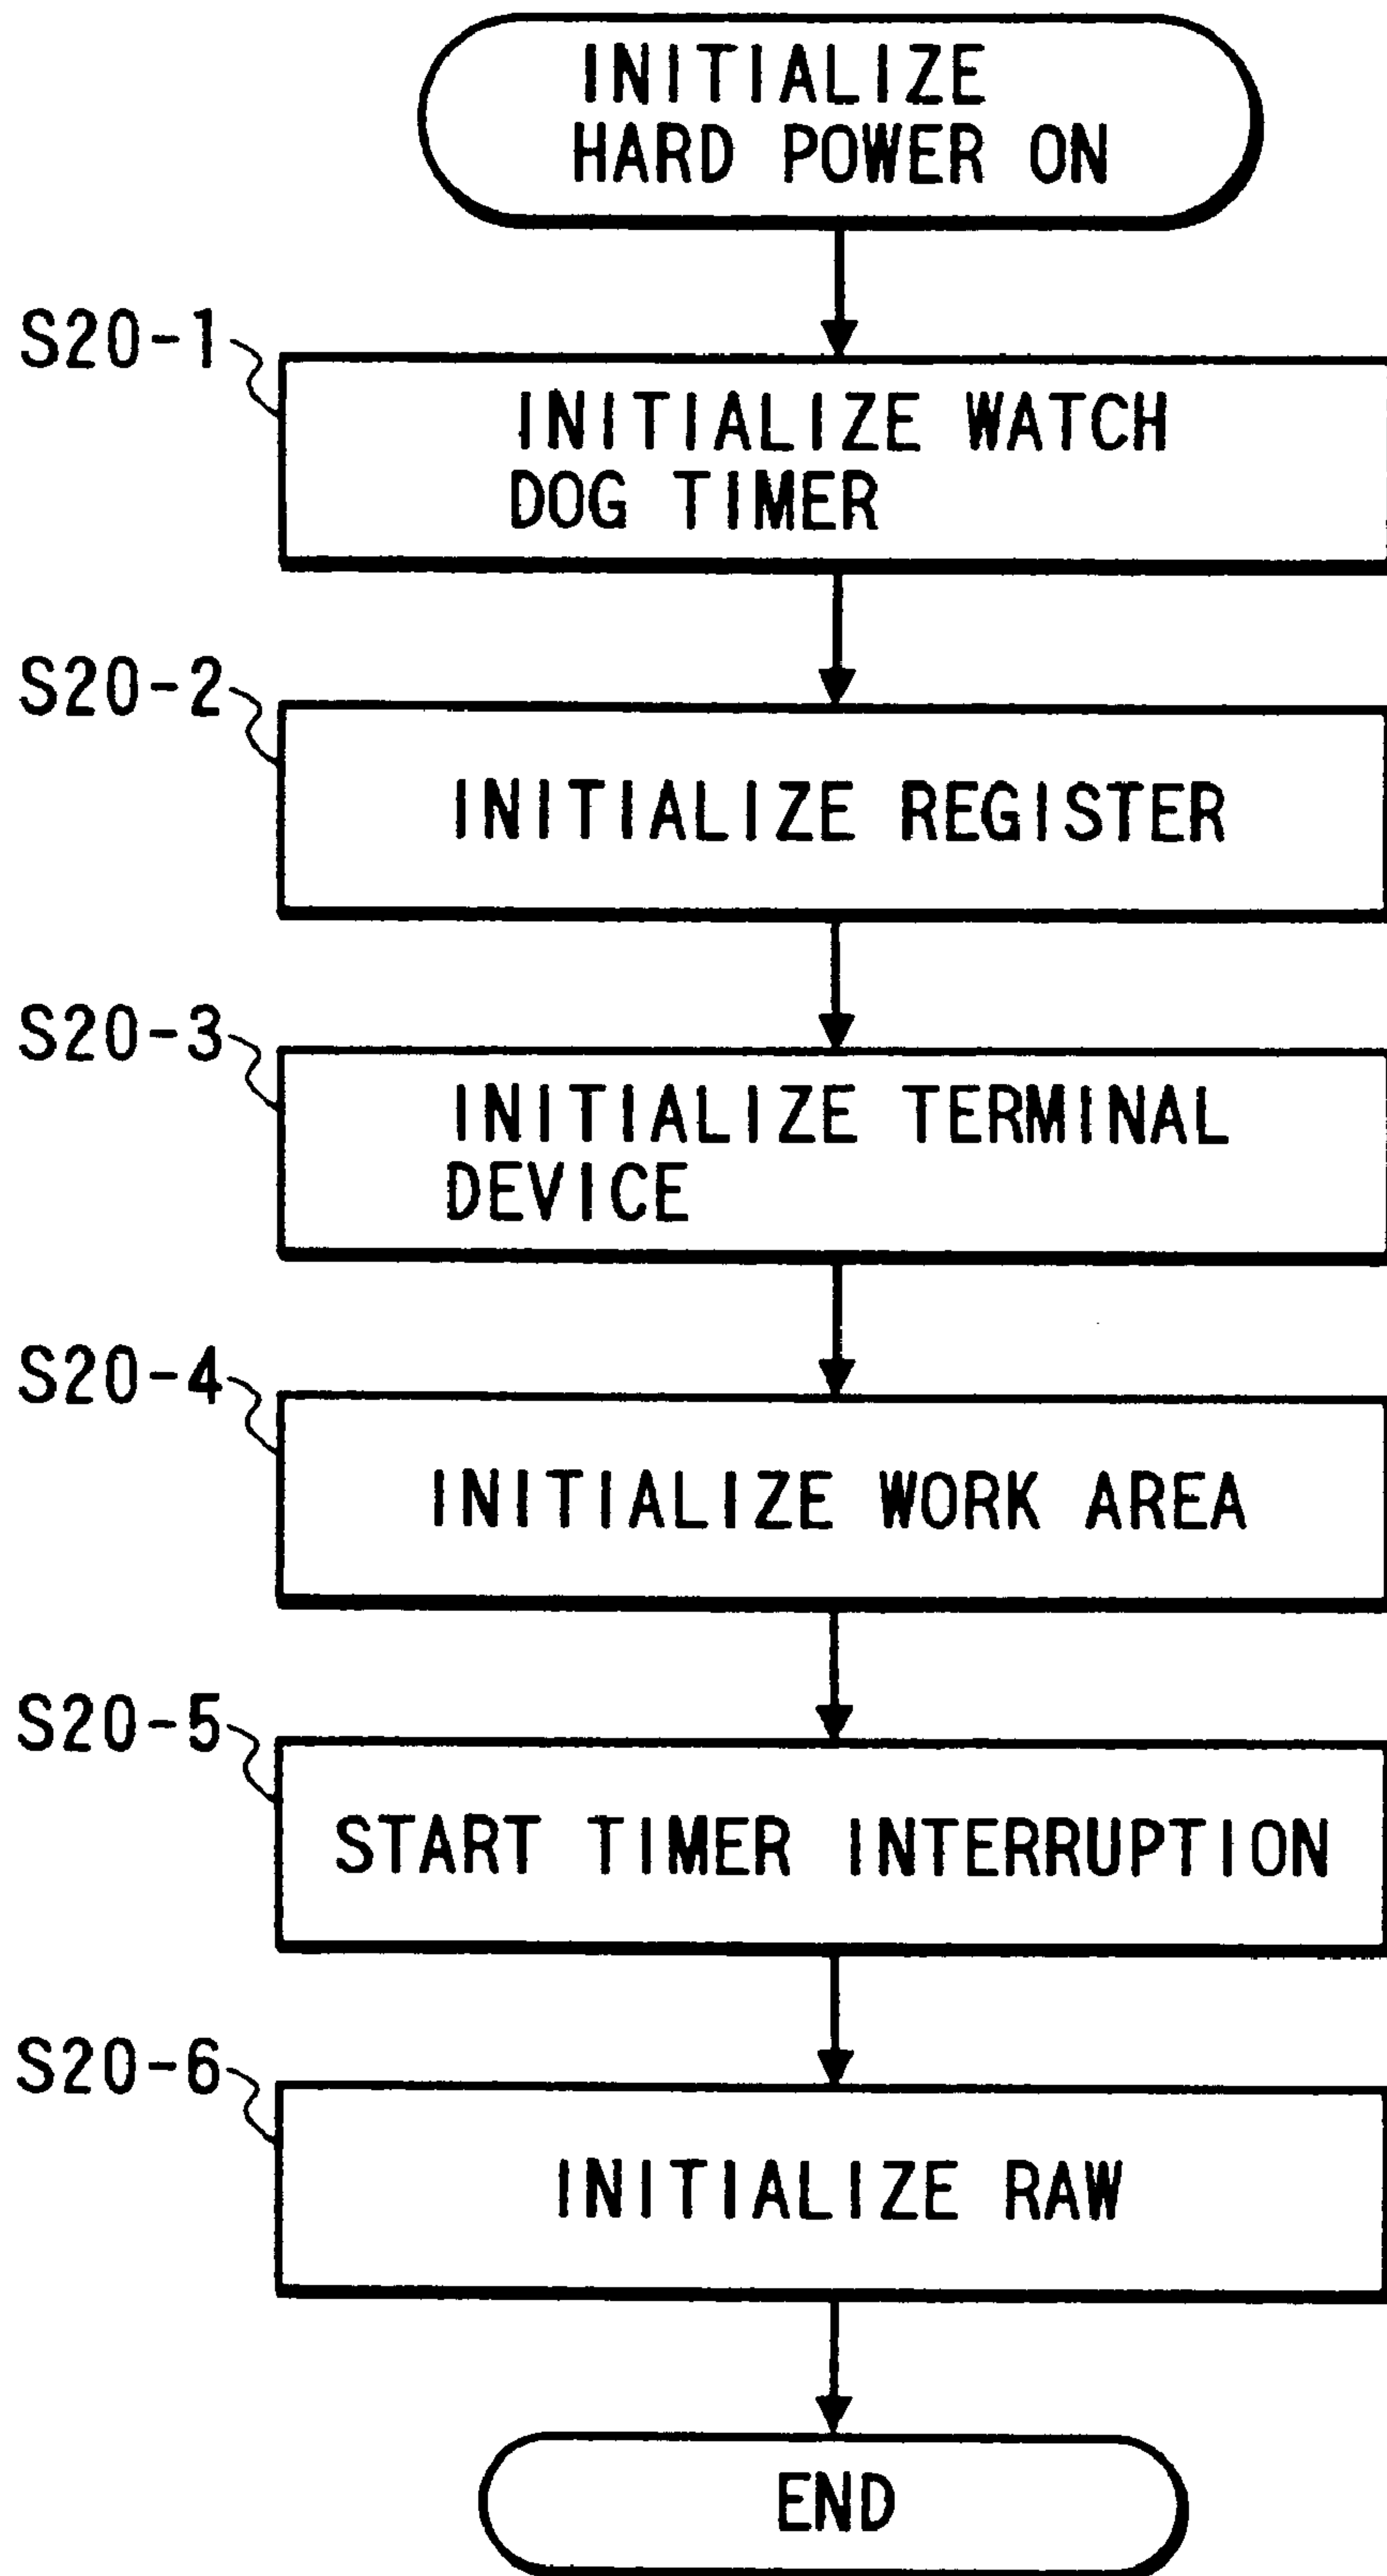 INITIALIZE
HARD POWER ON
S20-1
INITIALIZE WATCH
DOG TIMER
S20-2
INITIALIZE REGISTER
S20-3
INITIALIZE TERMINAL
DEVICE
S20-4
INITIALIZE WORK AREA
S20-5
START TIMER INTERRUPTION
S20-6
INITIALIZE RAW
END